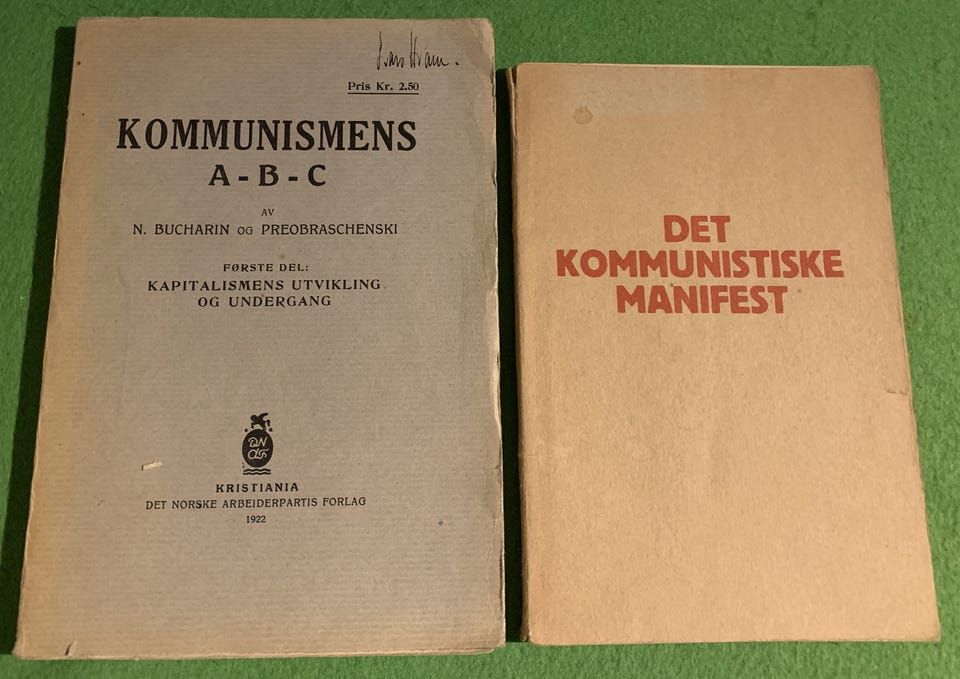 Pris Kr. 2.50
KOMMUNISMENS
A - B - C
AV
N. BUCHARIN OG PREOBRASCHENSKI
FØRSTE DEL:
KAPITALISMENS UTVIKLING
OG UNDERGANG
DN
KRISTIANIA
DET NORSKE ARBEIDERPARTIS FORLAG
1922
DET
KOMMUNISTISKE
MANIFEST